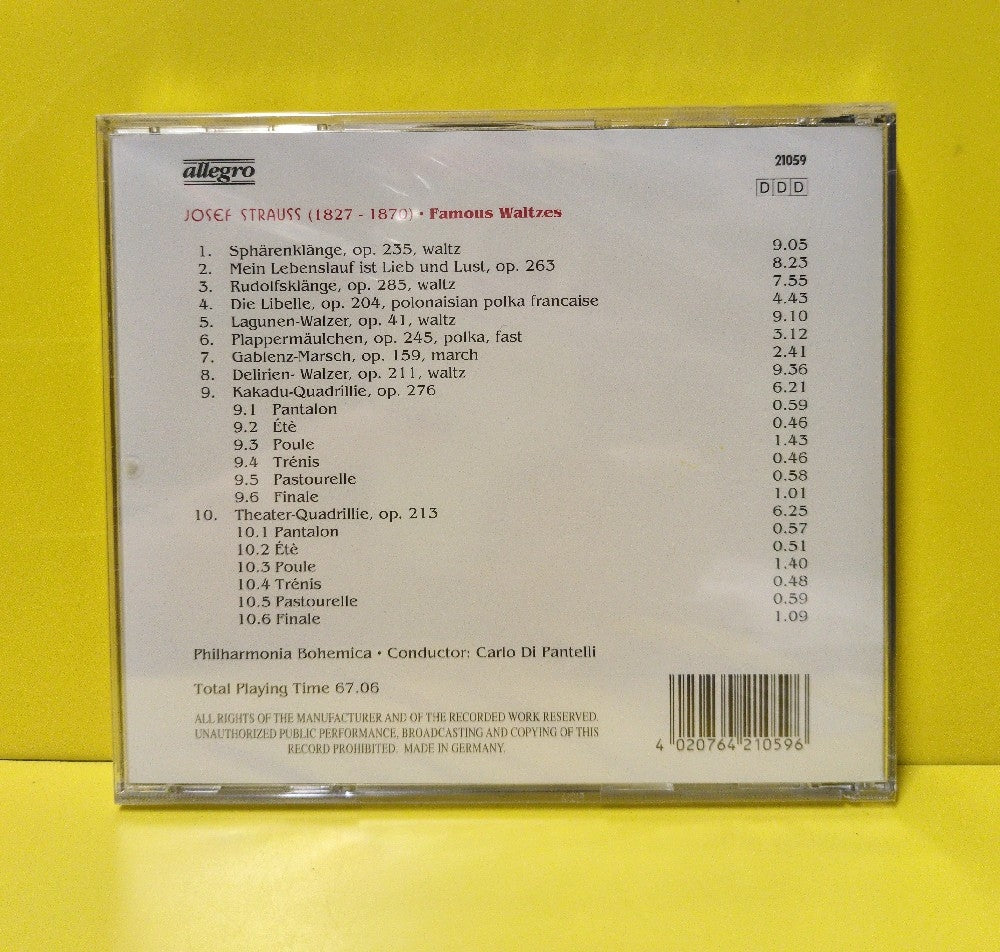 allegro
21059
DDD
JOSEF STRAUSS (1827 - 1870) • Famous Waltzes
1. Sphärenklänge, op. 235, waltz 9.05
2. Mein Lebenslauf ist Lieb und Lust, op. 263 8.23
3. Rudolfsklänge, op. 285, waltz 7.55
4. Die Libelle, op. 204, polonaisian polka francaise 4.43
5. Lagunen-Walzer, op. 41, waltz 9.10
6. Plappermäulchen, op. 245, polka, fast 3.12
7. Gablenz-Marsch, op. 159, march 2.41
8. Delirien- Walzer, op. 211, waltz 9.36
9. Kakadu-Quadrillie, op. 276 6.21
9.1 Pantalon 0.59
9.2 Étè 0.46
9.3 Poule 1.43
9.4 Trénis 0.46
9.5 Pastourelle 0.58
9.6 Finale 1.01
10. Theater-Quadrillie, op. 213 6.25
10.1 Pantalon 0.57
10.2 Étè 0.51
10.3 Poule 1.40
10.4 Trénis 0.48
10.5 Pastourelle 0.59
10.6 Finale 1.09
Philharmonia Bohemica • Conductor: Carlo Di Pantelli
Total Playing Time 67.06
ALL RIGHTS OF THE MANUFACTURER AND OF THE RECORDED WORK RESERVED.
UNAUTHORIZED PUBLIC PERFORMANCE, BROADCASTING AND COPYING OF THIS
RECORD PROHIBITED. MADE IN GERMANY.
4 020764 210596